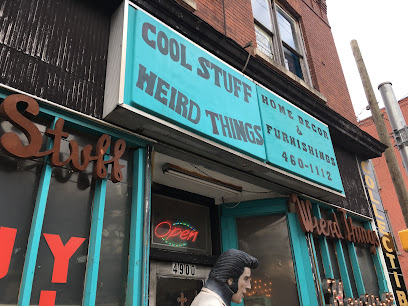 COOL STUFF
WEIRD THINGS
HOME DECOR
&
FURNISHINGS
460-1112
Stuff
Weird Things
Open
4900